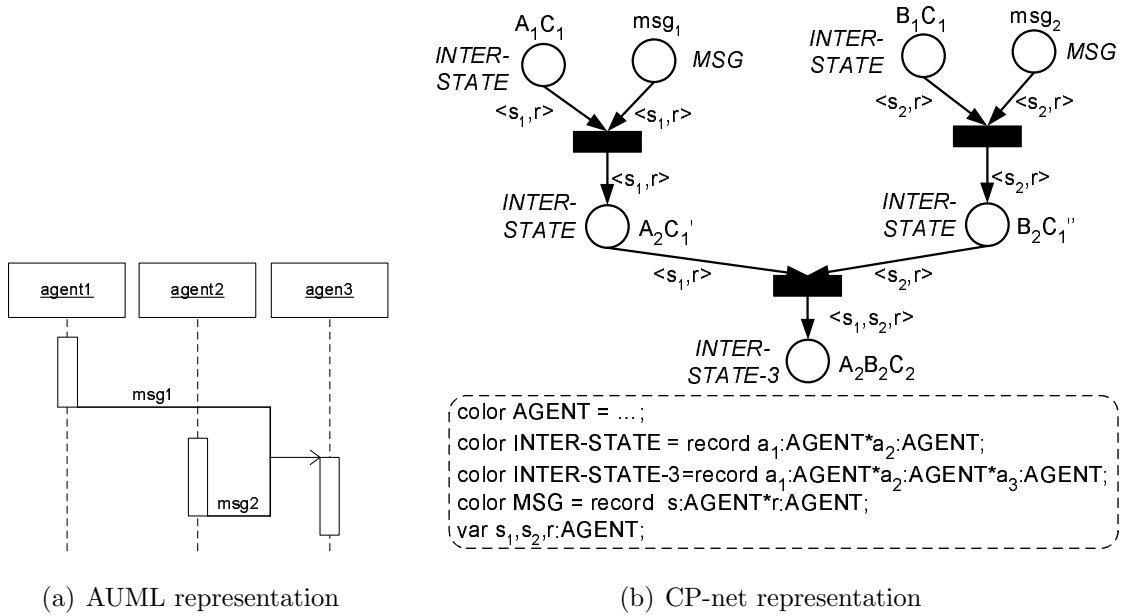 agent1
agent2
agen3
msg1
msg2
(a) AUML representation
A₁C₁
msg₁
INTER-
STATE
MSG
<s₁,r>
<s₁,r>
<s₁,r>
INTER-
STATE
A₂C₁'
<s₁,r>
B₁C₁
msg₂
INTER-
STATE
MSG
<s₂,r>
<s₂,r>
<s₂,r>
INTER-
STATE
B₂C₁''
<s₂,r>
<s₁,s₂,r>
INTER-
STATE-3
A₂B₂C₂
color AGENT = ...;
color INTER-STATE = record a₁:AGENT*a₂:AGENT;
color INTER-STATE-3=record a₁:AGENT*a₂:AGENT*a₃:AGENT;
color MSG = record s:AGENT*r:AGENT;
var s₁,s₂,r:AGENT;
(b) CP-net representation